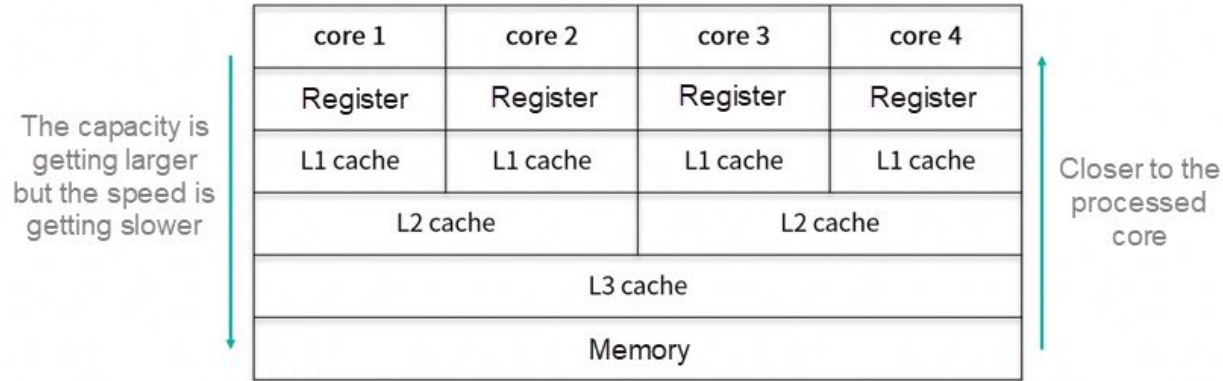 core 1 core 2 core 3 core 4
Register Register Register Register
L1 cache L1 cache L1 cache L1 cache
L2 cache L2 cache
L3 cache
Memory
The capacity is
getting larger
but the speed is
getting slower
Closer to the
processed
core